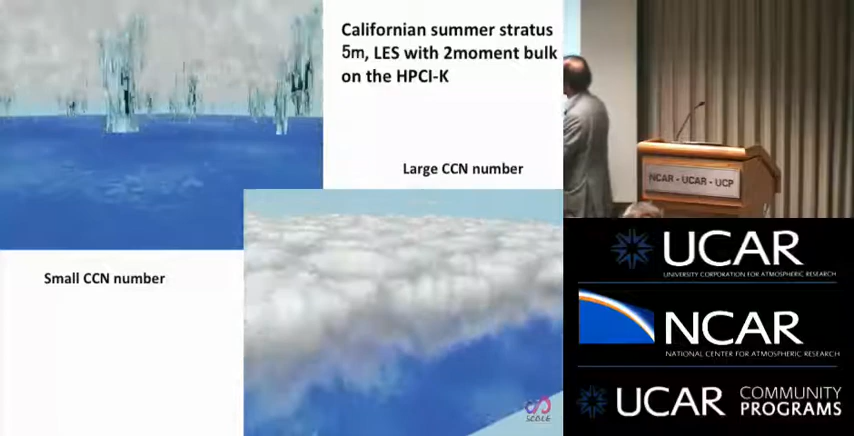 Californian summer stratus
5m, LES with 2moment bulk
on the HPCI-K
Large CCN number
Small CCN number
SCALE
NCAR - UCAR - UCP
UCAR
UNIVERSITY CORPORATION FOR ATMOSPHERIC RESEARCH
NCAR
NATIONAL CENTER FOR ATMOSPHERIC RESEARCH
UCAR COMMUNITY
PROGRAMS